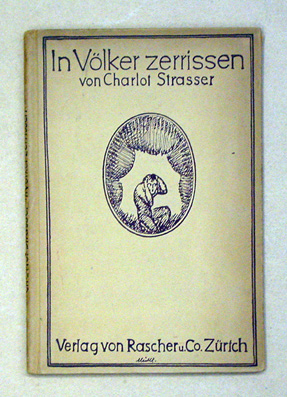 In Völker zerrissen
von Charlot Strasser
Verlag von Rascher u. Co. Zürich